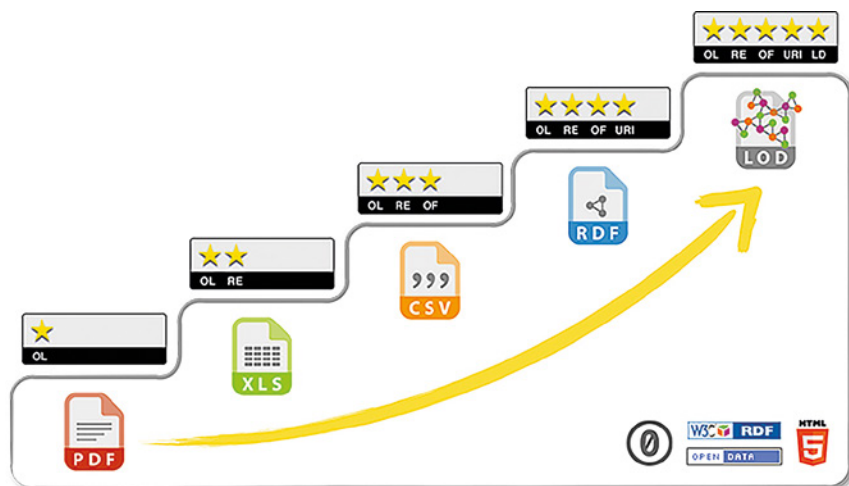 OL RE OF URI LD
LOD
OL RE OF URI
RDF
OL RE OF
CSV
OL RE
XLS
OL
PDF
0
W3C RDF
OPEN DATA
HTML
5